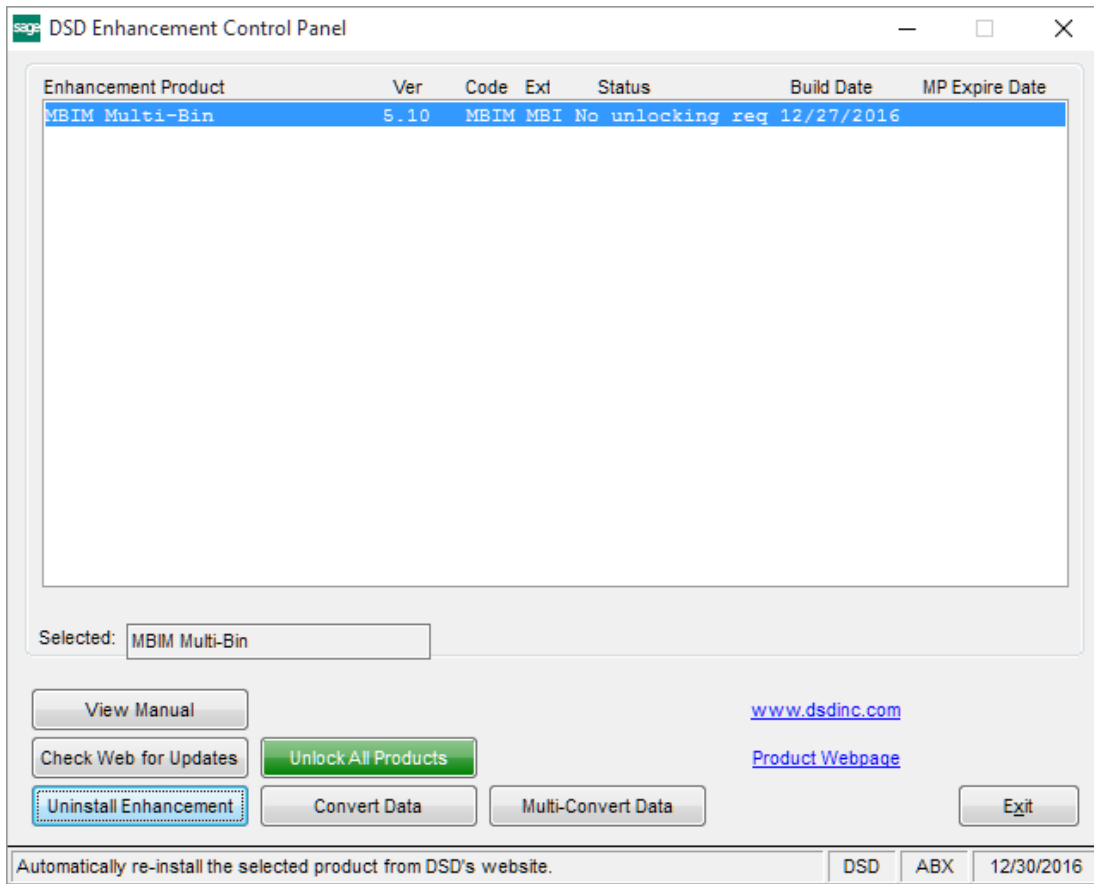 sage DSD Enhancement Control Panel
Enhancement Product Ver Code Ext Status Build Date MP Expire Date
MBIM Multi-Bin 5.10 MBIM MBI No unlocking req 12/27/2016
Selected: MBIM Multi-Bin
View Manual www.dsdinc.com
Check Web for Updates Unlock All Products Product Webpage
Uninstall Enhancement Convert Data Multi-Convert Data Exit
Automatically re-install the selected product from DSD's website. DSD ABX 12/30/2016